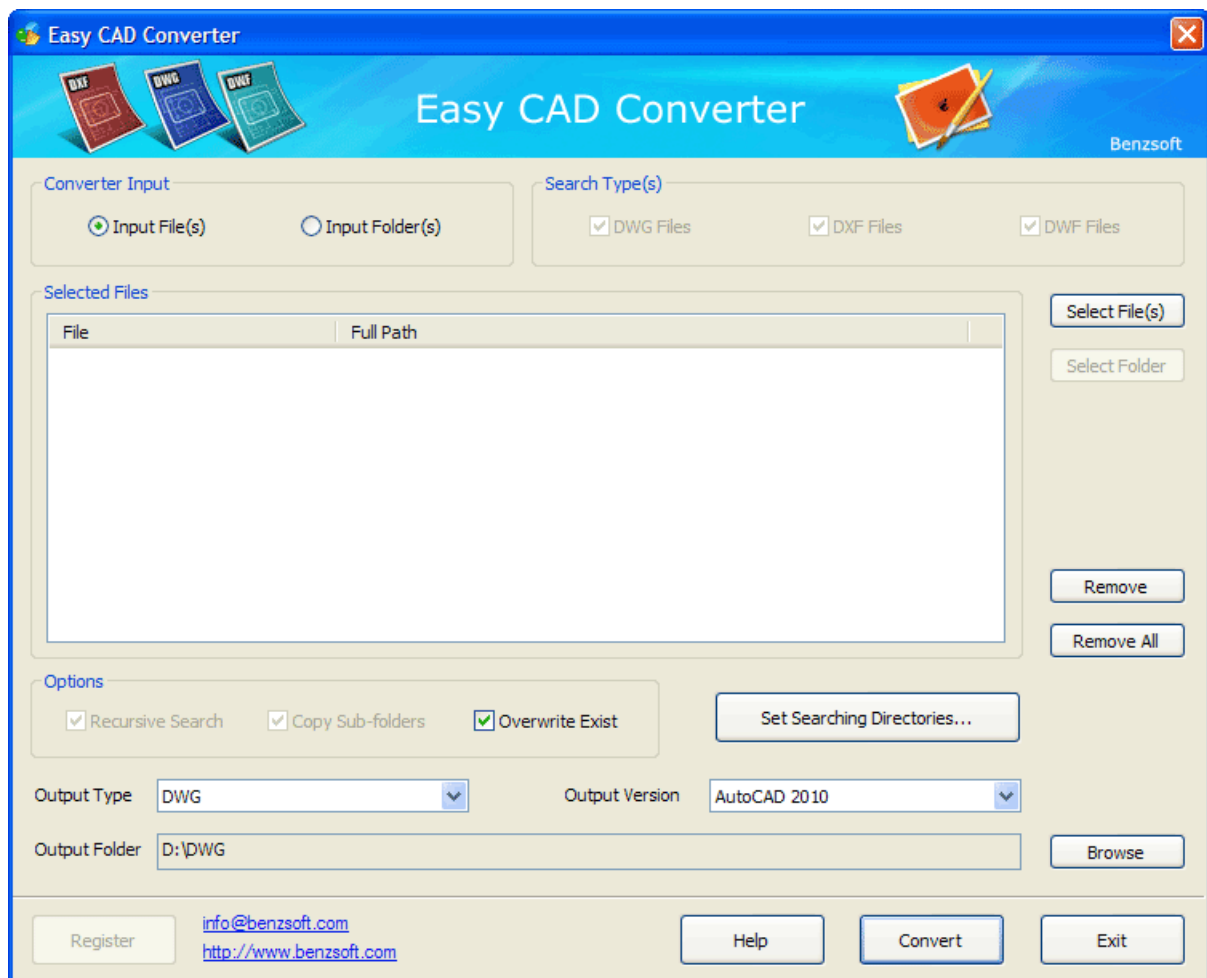 Easy CAD Converter
DXF
DWG
DWF
Easy CAD Converter
Benzsoft
Converter Input
Input File(s)
Input Folder(s)
Search Type(s)
DWG Files
DXF Files
DWF Files
Selected Files
File
Full Path
Select File(s)
Select Folder
Remove
Remove All
Options
Recursive Search
Copy Sub-folders
Overwrite Exist
Set Searching Directories...
Output Type
DWG
Output Version
AutoCAD 2010
Output Folder
D:\DWG
Browse
Register
info@benzsoft.com
http://www.benzsoft.com
Help
Convert
Exit